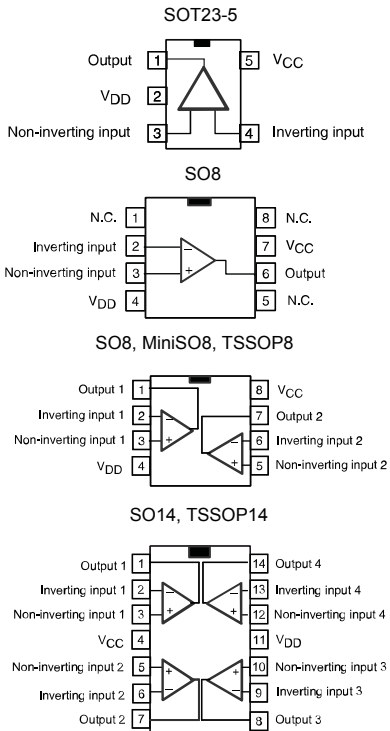 SOT23-5
Output 1 5 VCC
VDD 2
Non-inverting input 3 4 Inverting input
SO8
N.C. 1 8 N.C.
Inverting input 2 − 7 VCC
Non-inverting input 3 + 6 Output
VDD 4 5 N.C.
SO8, MiniSO8, TSSOP8
Output 1 1 8 VCC
Inverting input 1 2 − 7 Output 2
Non-inverting input 1 3 + − 6 Inverting input 2
VDD 4 + 5 Non-inverting input 2
SO14, TSSOP14
Output 1 1 14 Output 4
Inverting input 1 2 − − 13 Inverting input 4
Non-inverting input 1 3 + + 12 Non-inverting input 4
VCC 4 11 VDD
Non-inverting input 2 5 + + 10 Non-inverting input 3
Inverting input 2 6 − − 9 Inverting input 3
Output 2 7 8 Output 3